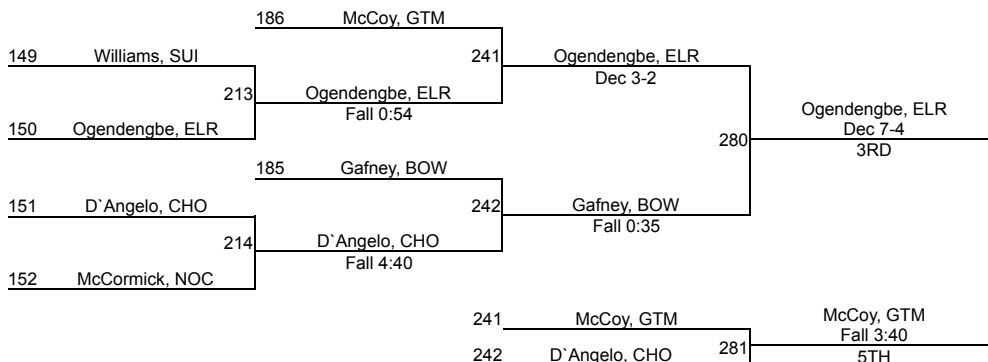 186 McCoy, GTM
149 Williams, SUI 241 Ogendengbe, ELR
Dec 3-2
213 Ogendengbe, ELR
Fall 0:54
150 Ogendengbe, ELR
Ogendengbe, ELR
Dec 7-4
280
3RD
185 Gafney, BOW
151 D`Angelo, CHO 242 Gafney, BOW
Fall 0:35
214 D`Angelo, CHO
Fall 4:40
152 McCormick, NOC
241 McCoy, GTM McCoy, GTM
Fall 3:40
242 D`Angelo, CHO 281 5TH